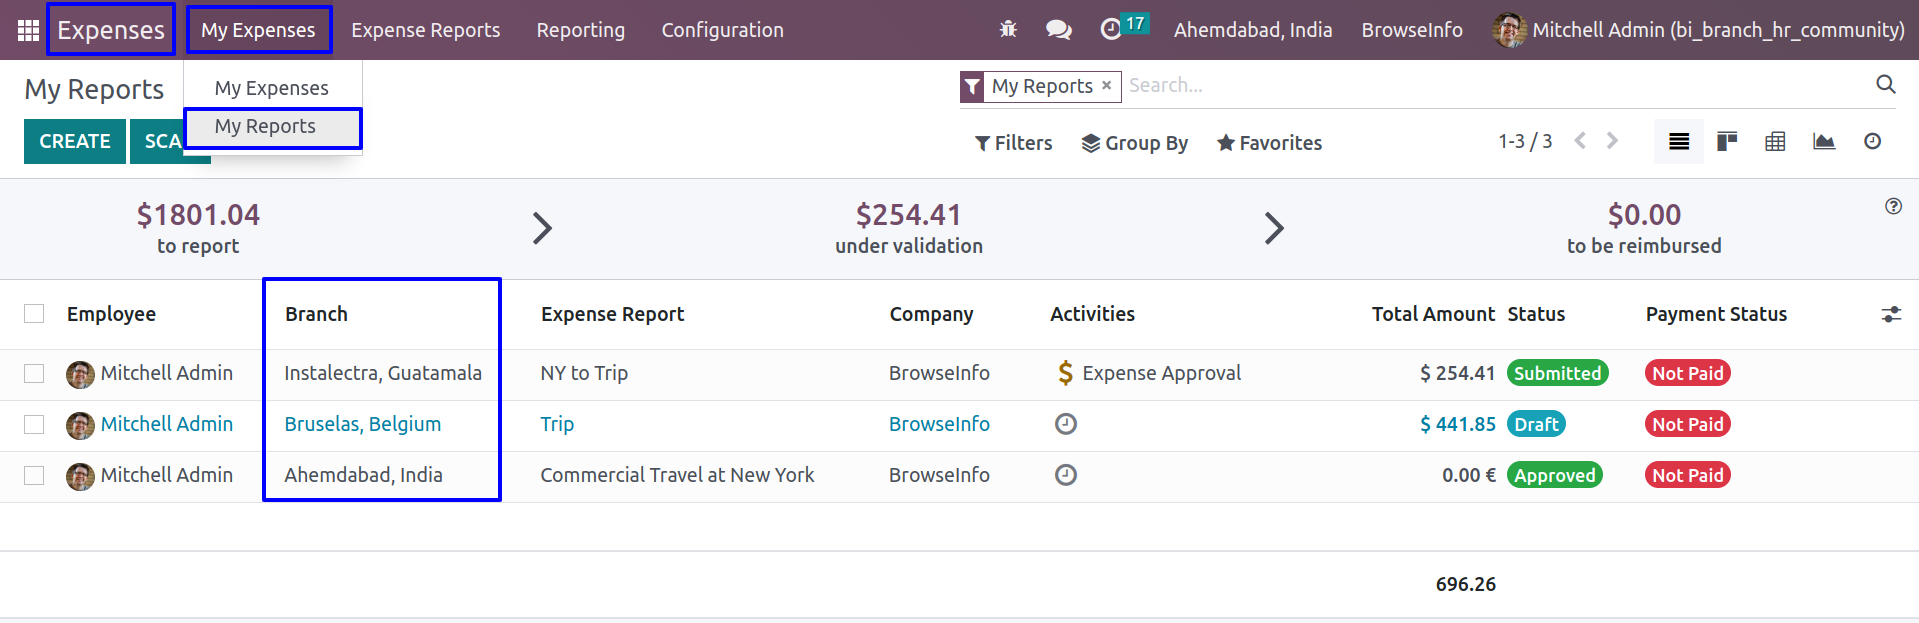 Expenses My Expenses Expense Reports Reporting Configuration 17 Ahemdabad, India BrowseInfo Mitchell Admin (bi_branch_hr_community)
My Reports My Expenses My Reports × Search...
My Reports
CREATE SCA Filters Group By Favorites 1-3 / 3
$1801.04 $254.41 $0.00
to report under validation to be reimbursed
Employee Branch Expense Report Company Activities Total Amount Status Payment Status
Mitchell Admin Instalectra, Guatamala NY to Trip BrowseInfo $ Expense Approval $ 254.41 Submitted Not Paid
Mitchell Admin Bruselas, Belgium Trip BrowseInfo $ 441.85 Draft Not Paid
Mitchell Admin Ahemdabad, India Commercial Travel at New York BrowseInfo 0.00 € Approved Not Paid
696.26